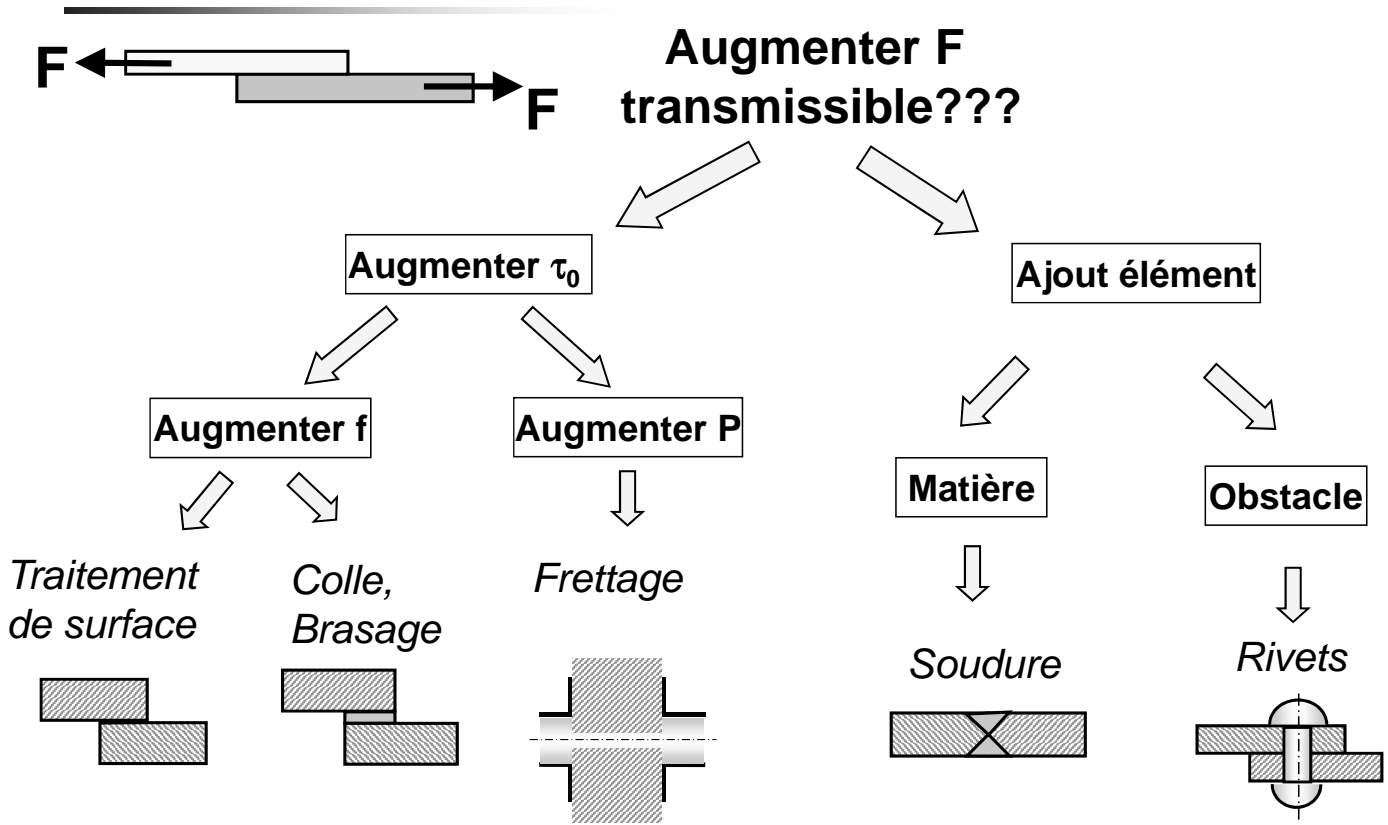 F
F
Augmenter F
transmissible???
Augmenter τ0
Ajout élément
Augmenter f
Augmenter P
Matière
Obstacle
Traitement
de surface
Colle,
Brasage
Frettage
Soudure
Rivets